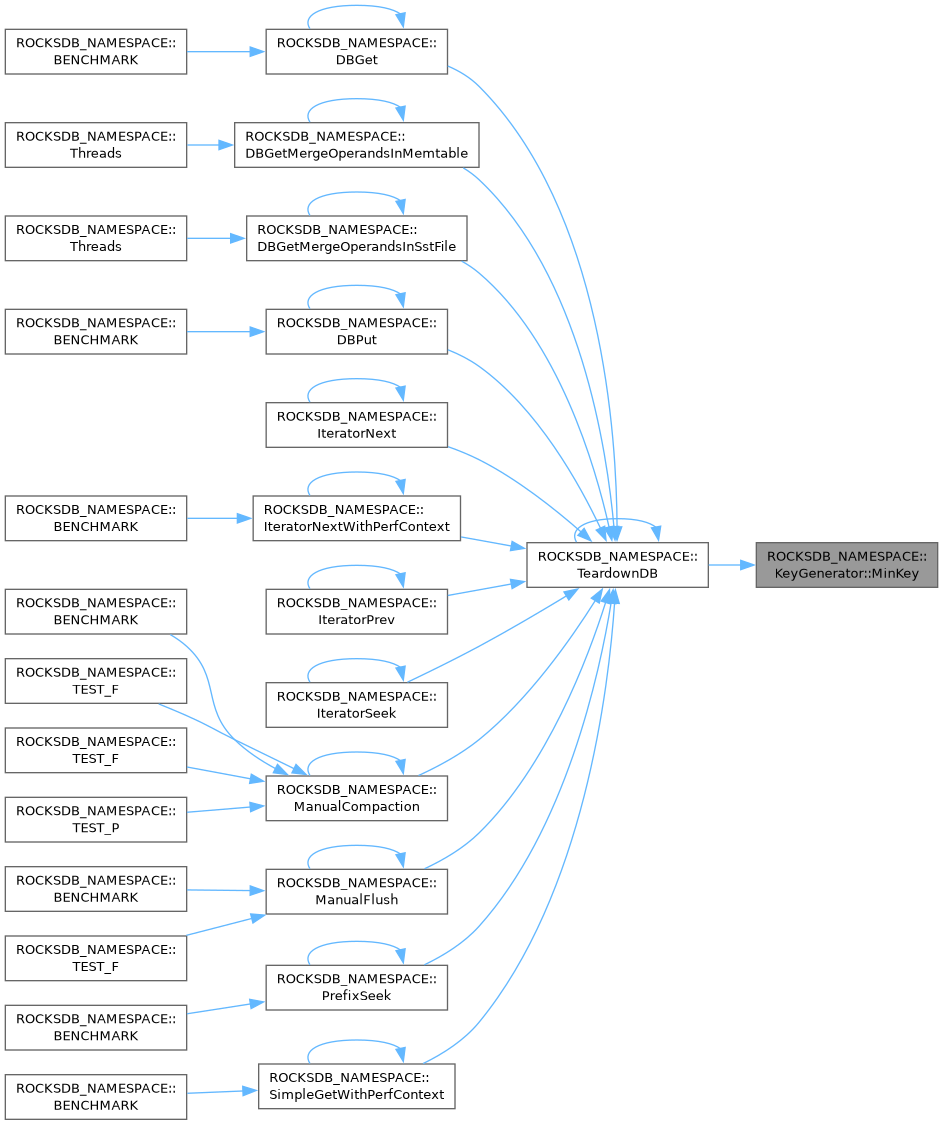 ROCKSDB_NAMESPACE::
BENCHMARK
ROCKSDB_NAMESPACE::
DBGet
ROCKSDB_NAMESPACE::
Threads
ROCKSDB_NAMESPACE::
DBGetMergeOperandsInMemtable
ROCKSDB_NAMESPACE::
Threads
ROCKSDB_NAMESPACE::
DBGetMergeOperandsInSstFile
ROCKSDB_NAMESPACE::
BENCHMARK
ROCKSDB_NAMESPACE::
DBPut
ROCKSDB_NAMESPACE::
IteratorNext
ROCKSDB_NAMESPACE::
BENCHMARK
ROCKSDB_NAMESPACE::
IteratorNextWithPerfContext
ROCKSDB_NAMESPACE::
TeardownDB
ROCKSDB_NAMESPACE::
KeyGenerator::MinKey
ROCKSDB_NAMESPACE::
IteratorPrev
ROCKSDB_NAMESPACE::
BENCHMARK
ROCKSDB_NAMESPACE::
TEST_F
ROCKSDB_NAMESPACE::
IteratorSeek
ROCKSDB_NAMESPACE::
TEST_F
ROCKSDB_NAMESPACE::
ManualCompaction
ROCKSDB_NAMESPACE::
TEST_P
ROCKSDB_NAMESPACE::
BENCHMARK
ROCKSDB_NAMESPACE::
ManualFlush
ROCKSDB_NAMESPACE::
TEST_F
ROCKSDB_NAMESPACE::
PrefixSeek
ROCKSDB_NAMESPACE::
BENCHMARK
ROCKSDB_NAMESPACE::
SimpleGetWithPerfContext
ROCKSDB_NAMESPACE::
BENCHMARK